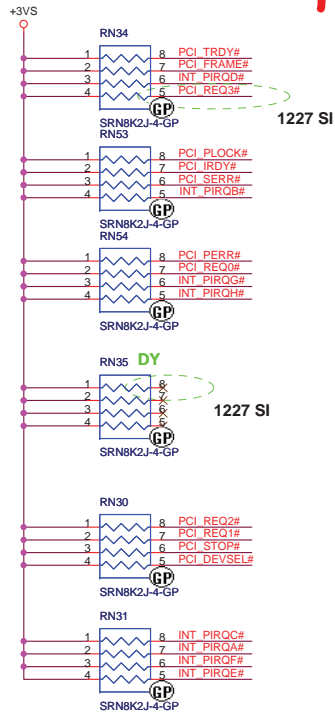 +3VS
RN34
1 8 PCI_TRDY#
2 7 PCI_FRAME#
3 6 INT_PIRQD#
4 5 PCI_REQ3#
GP
1227 SI
SRN8K2J-4-GP
RN53
1 8 PCI_PLOCK#
2 7 PCI_IRDY#
3 6 PCI_SERR#
4 5 INT_PIRQB#
GP
SRN8K2J-4-GP
RN54
1 8 PCI_PERR#
2 7 PCI_REQ0#
3 6 INT_PIRQG#
4 5 INT_PIRQH#
GP
SRN8K2J-4-GP
RN35 DY
1 8
2 7
3 6
4 5
1227 SI
GP
SRN8K2J-4-GP
RN30
1 8 PCI_REQ2#
2 7 PCI_REQ1#
3 6 PCI_STOP#
4 5 PCI_DEVSEL#
GP
SRN8K2J-4-GP
RN31
1 8 INT_PIRQC#
2 7 INT_PIRQA#
3 6 INT_PIRQF#
4 5 INT_PIRQE#
GP
SRN8K2J-4-GP